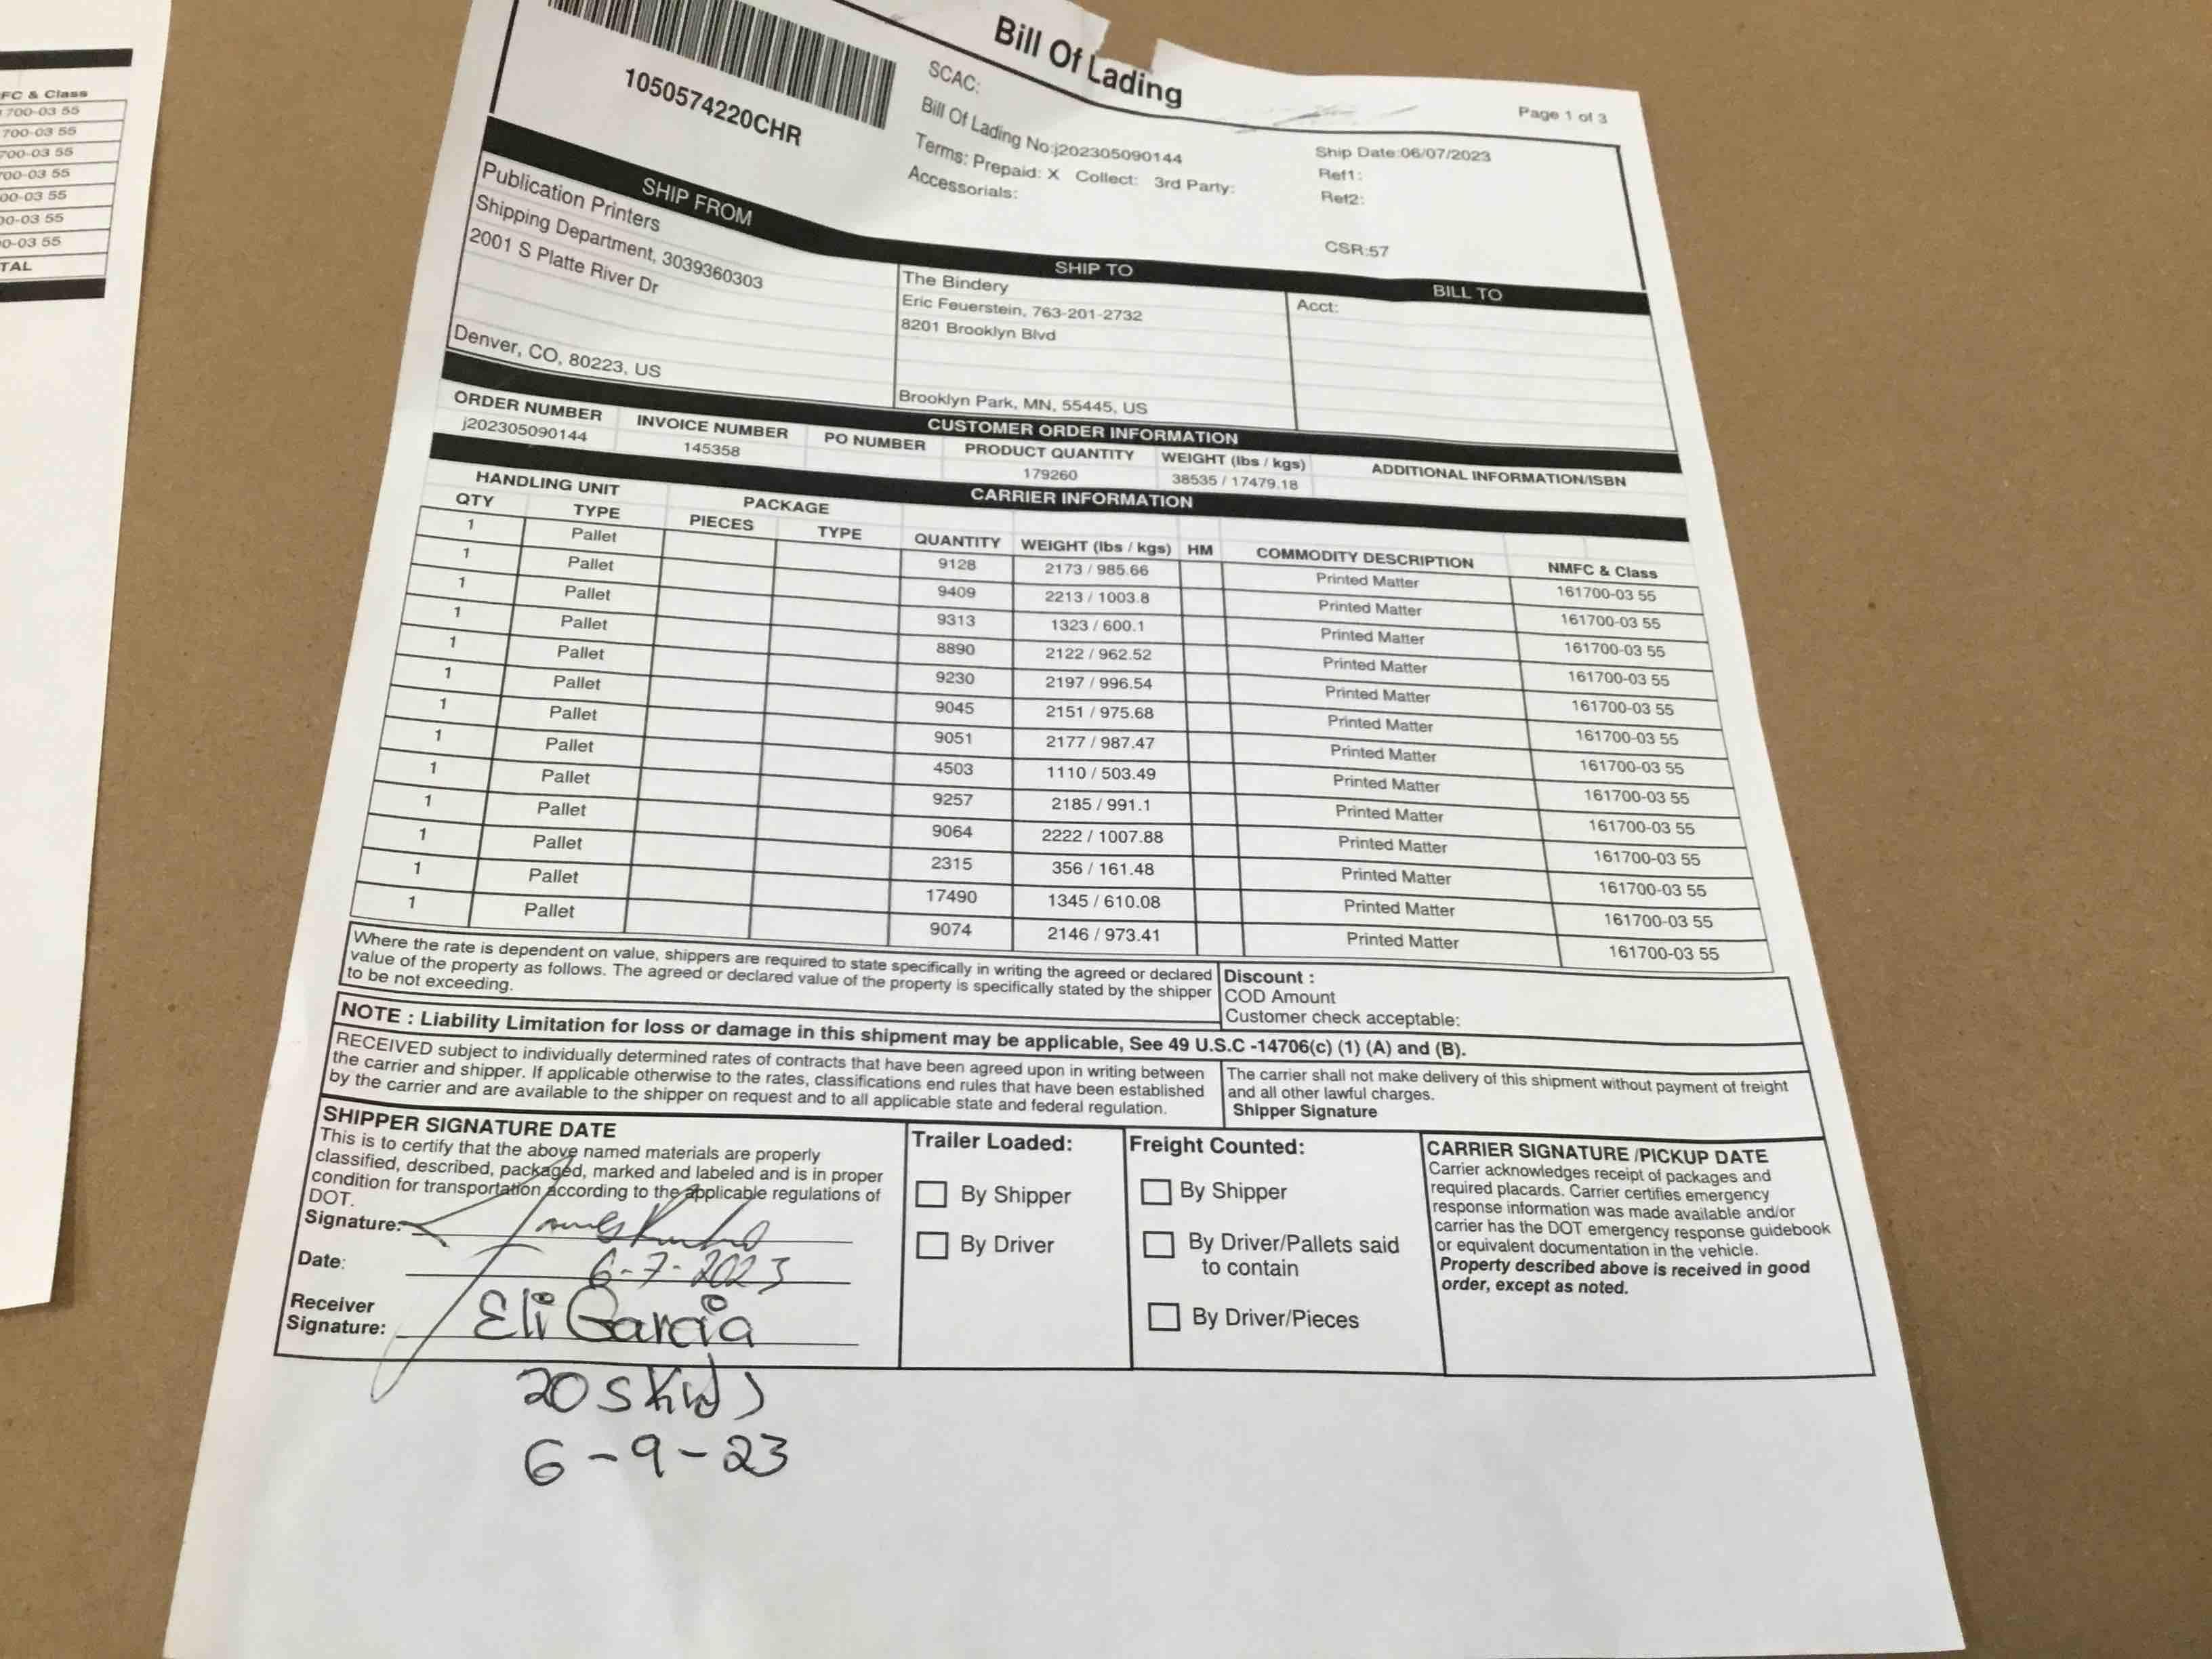 FC & Class
700-03 55
700-03 55
700-03 55
00-03 55
00-03 55
00-03 55
0-03 55
TAL
Bill Of Lading
Page 1 of 3
1050574220CHR
SCAC:
Bill Of Lading No:j202305090144
Terms: Prepaid: X Collect: 3rd Party:
Accessorials:
Ship Date:06/07/2023
Ref1:
Ref2:
CSR:57
SHIP FROM
Publication Printers
Shipping Department, 3039360303
2001 S Platte River Dr
Denver, CO, 80223, US
SHIP TO
The Bindery
Eric Feuerstein, 763-201-2732
8201 Brooklyn Blvd
Brooklyn Park, MN, 55445, US
BILL TO
Acct:
CUSTOMER ORDER INFORMATION
ORDER NUMBER INVOICE NUMBER PO NUMBER PRODUCT QUANTITY WEIGHT (lbs / kgs) ADDITIONAL INFORMATION/ISBN
j202305090144 145358 179260 38535 / 17479.18
CARRIER INFORMATION
HANDLING UNIT PACKAGE
QTY TYPE PIECES TYPE QUANTITY WEIGHT (lbs / kgs) HM COMMODITY DESCRIPTION NMFC & Class
1 Pallet 9128 2173 / 985.66 Printed Matter 161700-03 55
1 Pallet 9409 2213 / 1003.8 Printed Matter 161700-03 55
1 Pallet 9313 1323 / 600.1 Printed Matter 161700-03 55
1 Pallet 8890 2122 / 962.52 Printed Matter 161700-03 55
1 Pallet 9230 2197 / 996.54 Printed Matter 161700-03 55
1 Pallet 9045 2151 / 975.68 Printed Matter 161700-03 55
1 Pallet 9051 2177 / 987.47 Printed Matter 161700-03 55
1 Pallet 4503 1110 / 503.49 Printed Matter 161700-03 55
1 Pallet 9257 2185 / 991.1 Printed Matter 161700-03 55
1 Pallet 9064 2222 / 1007.88 Printed Matter 161700-03 55
1 Pallet 2315 356 / 161.48 Printed Matter 161700-03 55
1 Pallet 17490 1345 / 610.08 Printed Matter 161700-03 55
1 Pallet 9074 2146 / 973.41 Printed Matter 161700-03 55
Where the rate is dependent on value, shippers are required to state specifically in writing the agreed or declared
value of the property as follows. The agreed or declared value of the property is specifically stated by the shipper
to be not exceeding.
Discount :
COD Amount
Customer check acceptable:
NOTE : Liability Limitation for loss or damage in this shipment may be applicable, See 49 U.S.C -14706(c) (1) (A) and (B).
RECEIVED subject to individually determined rates of contracts that have been agreed upon in writing between
the carrier and shipper. If applicable otherwise to the rates, classifications end rules that have been established
by the carrier and are available to the shipper on request and to all applicable state and federal regulation.
The carrier shall not make delivery of this shipment without payment of freight
and all other lawful charges.
Shipper Signature
SHIPPER SIGNATURE DATE
This is to certify that the above named materials are properly
classified, described, packaged, marked and labeled and is in proper
condition for transportation according to the applicable regulations of
DOT.
Signature:
Date: 6-7-2023
Receiver
Signature: Eli Garcia
20 Skids
6-9-23
Trailer Loaded:
By Shipper
By Driver
Freight Counted:
By Shipper
By Driver/Pallets said
to contain
By Driver/Pieces
CARRIER SIGNATURE /PICKUP DATE
Carrier acknowledges receipt of packages and
required placards. Carrier certifies emergency
response information was made available and/or
carrier has the DOT emergency response guidebook
or equivalent documentation in the vehicle.
Property described above is received in good
order, except as noted.